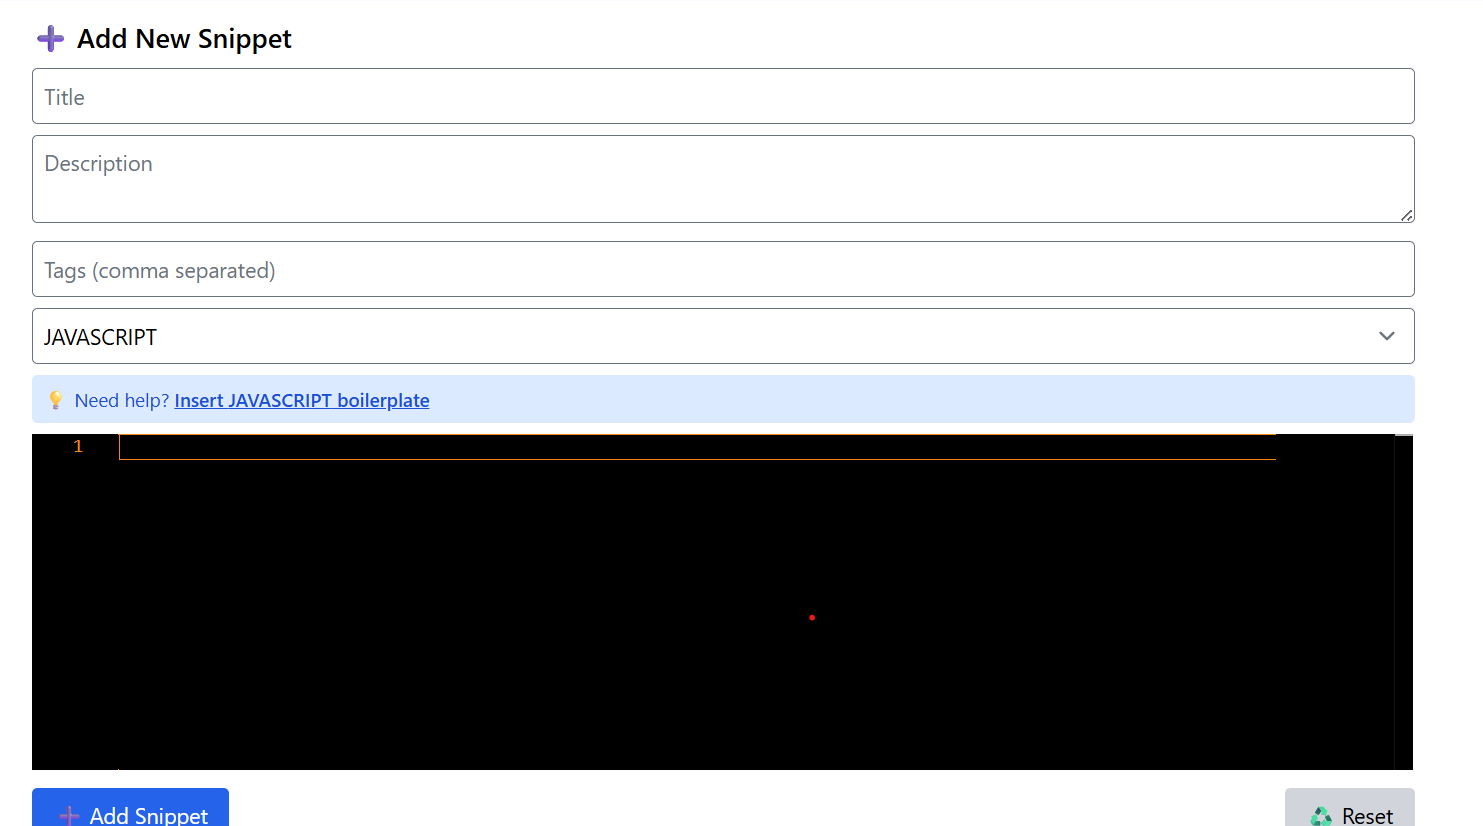 Add New Snippet
Title
Description
Tags (comma separated)
JAVASCRIPT
Need help? Insert JAVASCRIPT boilerplate
1
Add Snippet
Reset